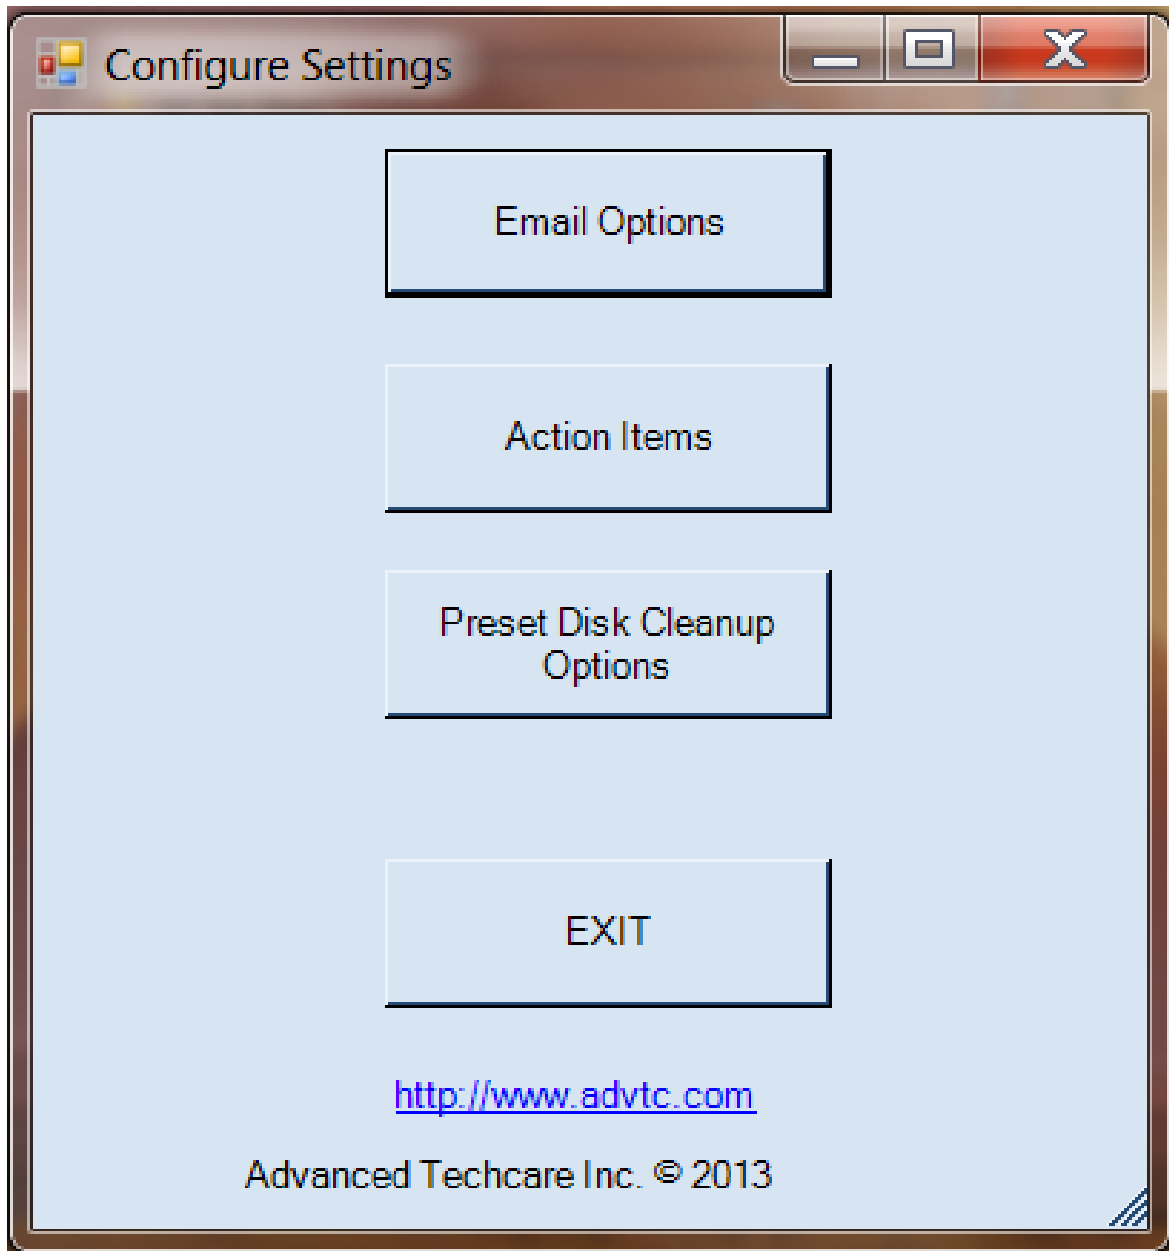 Configure Settings
Email Options
Action Items
Preset Disk Cleanup
Options
EXIT
http://www.advtc.com
Advanced Techcare Inc. © 2013